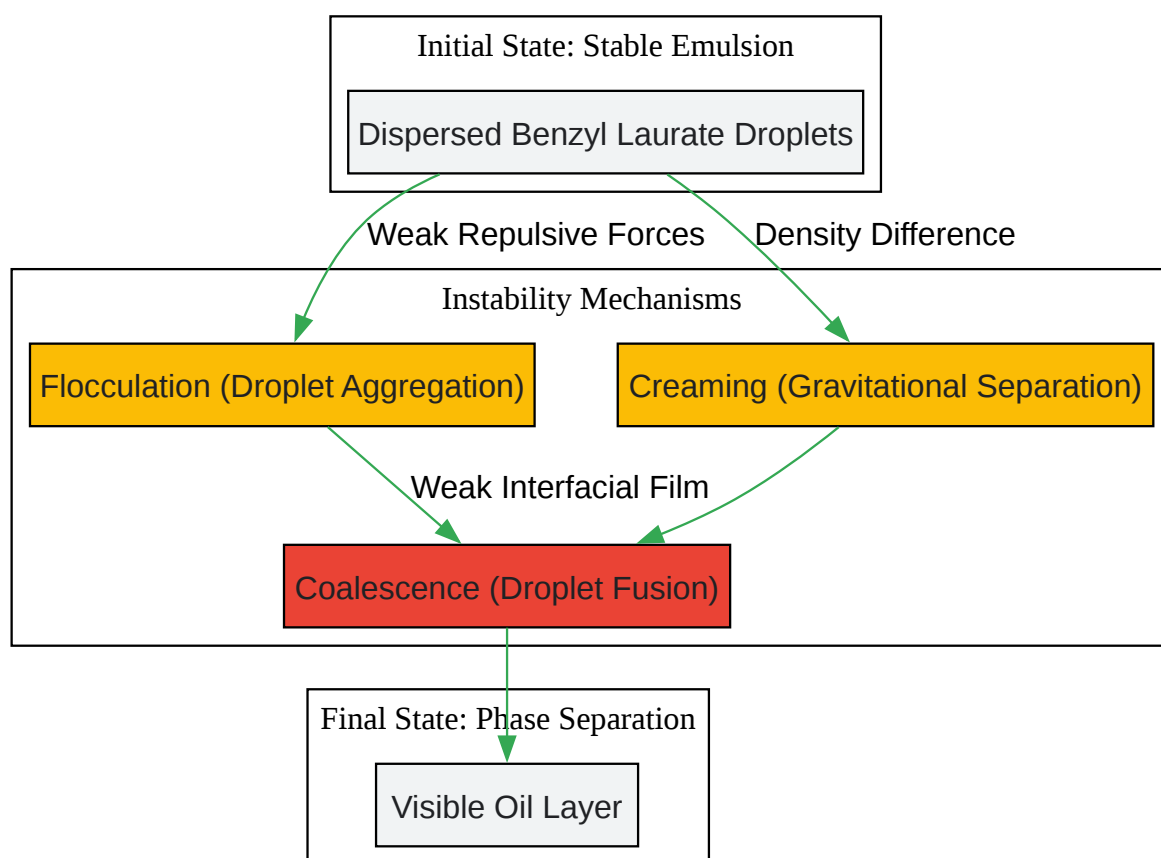 Initial State: Stable Emulsion
Dispersed Benzyl Laurate Droplets
Weak Repulsive Forces
Density Difference
Instability Mechanisms
Flocculation (Droplet Aggregation)
Creaming (Gravitational Separation)
Weak Interfacial Film
Coalescence (Droplet Fusion)
Final State: Phase Separation
Visible Oil Layer